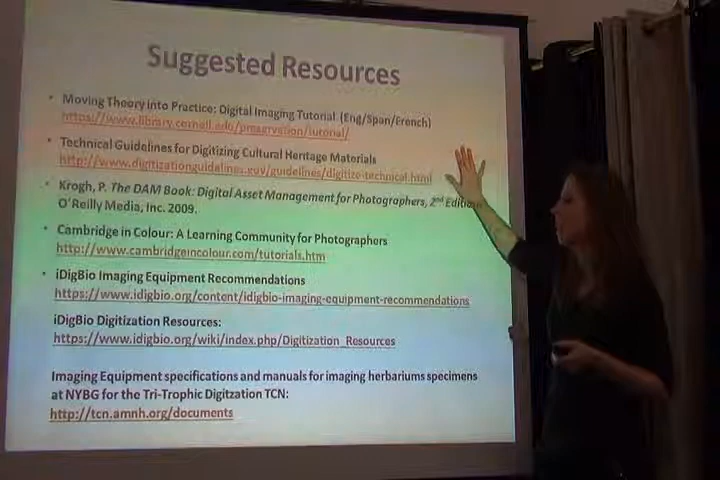 Suggested Resources
• Moving Theory into Practice: Digital Imaging Tutorial (Eng/Span/French)
https://www.library.cornell.edu/preservation/tutorial/
• Technical Guidelines for Digitizing Cultural Heritage Materials
http://www.digitizationguidelines.gov/guidelines/digitize-technical.html
• Krogh, P. The DAM Book: Digital Asset Management for Photographers, 2nd Edition
O'Reilly Media, Inc. 2009.
• Cambridge in Colour: A Learning Community for Photographers
http://www.cambridgeincolour.com/tutorials.htm
• iDigBio Imaging Equipment Recommendations
https://www.idigbio.org/content/idigbio-imaging-equipment-recommendations
iDigBio Digitization Resources:
https://www.idigbio.org/wiki/index.php/Digitization_Resources
Imaging Equipment specifications and manuals for imaging herbariums specimens
at NYBG for the Tri-Trophic Digitzation TCN:
http://tcn.amnh.org/documents